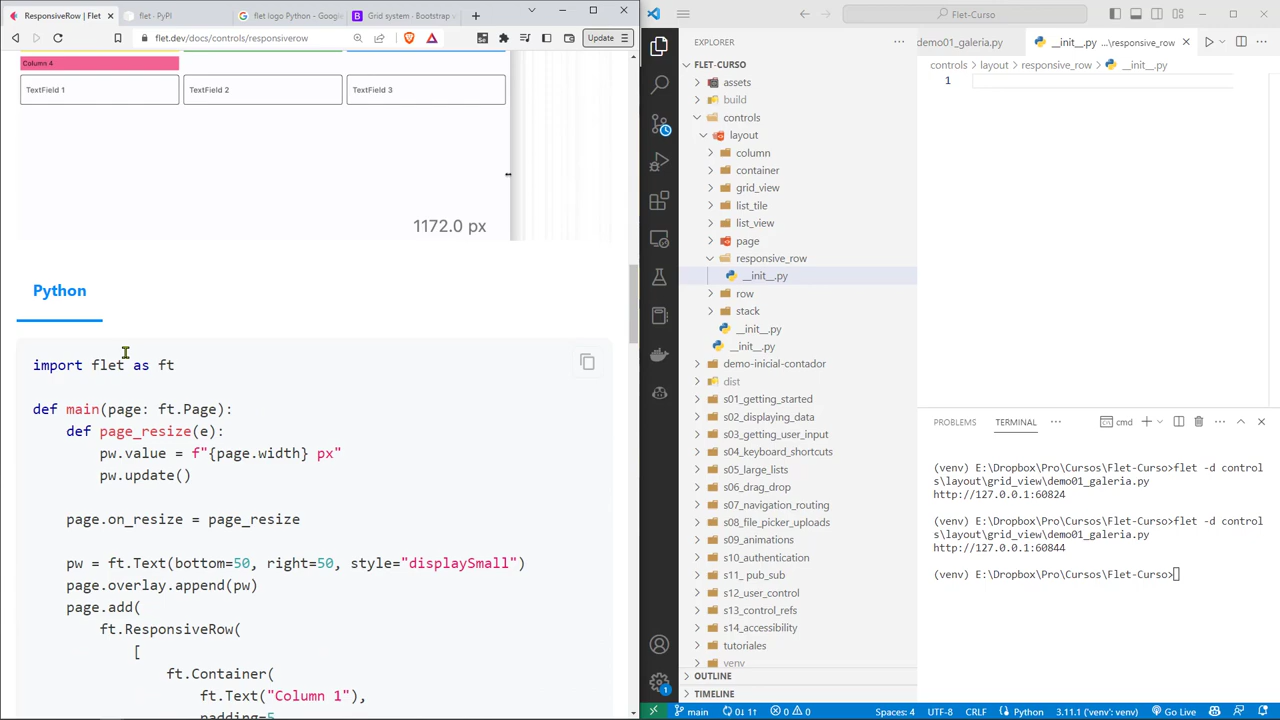 ResponsiveRow | Flet
flet · PyPI
flet logo Python - Google
Grid system · Bootstrap v
flet.dev/docs/controls/responsiverow
Update
Column 4
TextField 1
TextField 2
TextField 3
1172.0 px
Python
import flet as ft
def main(page: ft.Page):
def page_resize(e):
pw.value = f"{page.width} px"
pw.update()
page.on_resize = page_resize
pw = ft.Text(bottom=50, right=50, style="displaySmall")
page.overlay.append(pw)
page.add(
ft.ResponsiveRow(
[
ft.Container(
ft.Text("Column 1"),
padding=5,
Flet-Curso
EXPLORER
FLET-CURSO
assets
build
controls
layout
column
container
grid_view
list_tile
list_view
page
responsive_row
__init__.py
row
stack
__init__.py
__init__.py
demo-inicial-contador
dist
s01_getting_started
s02_displaying_data
s03_getting_user_input
s04_keyboard_shortcuts
s05_large_lists
s06_drag_drop
s07_navigation_routing
s08_file_picker_uploads
s09_animations
s10_authentication
s11_ pub_sub
s12_user_control
s13_control_refs
s14_accessibility
tutoriales
venv
OUTLINE
TIMELINE
demo01_galeria.py
__init__.py ...\responsive_row
controls > layout > responsive_row > __init__.py
1
PROBLEMS
TERMINAL
cmd
(venv) E:\Dropbox\Pro\Cursos\Flet-Curso>flet -d control
s\layout\grid_view\demo01_galeria.py
http://127.0.0.1:60824
(venv) E:\Dropbox\Pro\Cursos\Flet-Curso>flet -d control
s\layout\grid_view\demo01_galeria.py
http://127.0.0.1:60844
(venv) E:\Dropbox\Pro\Cursos\Flet-Curso>
main
0↓ 1↑
0
0
Spaces: 4
UTF-8
CRLF
Python
3.11.1 ('venv': venv)
Go Live